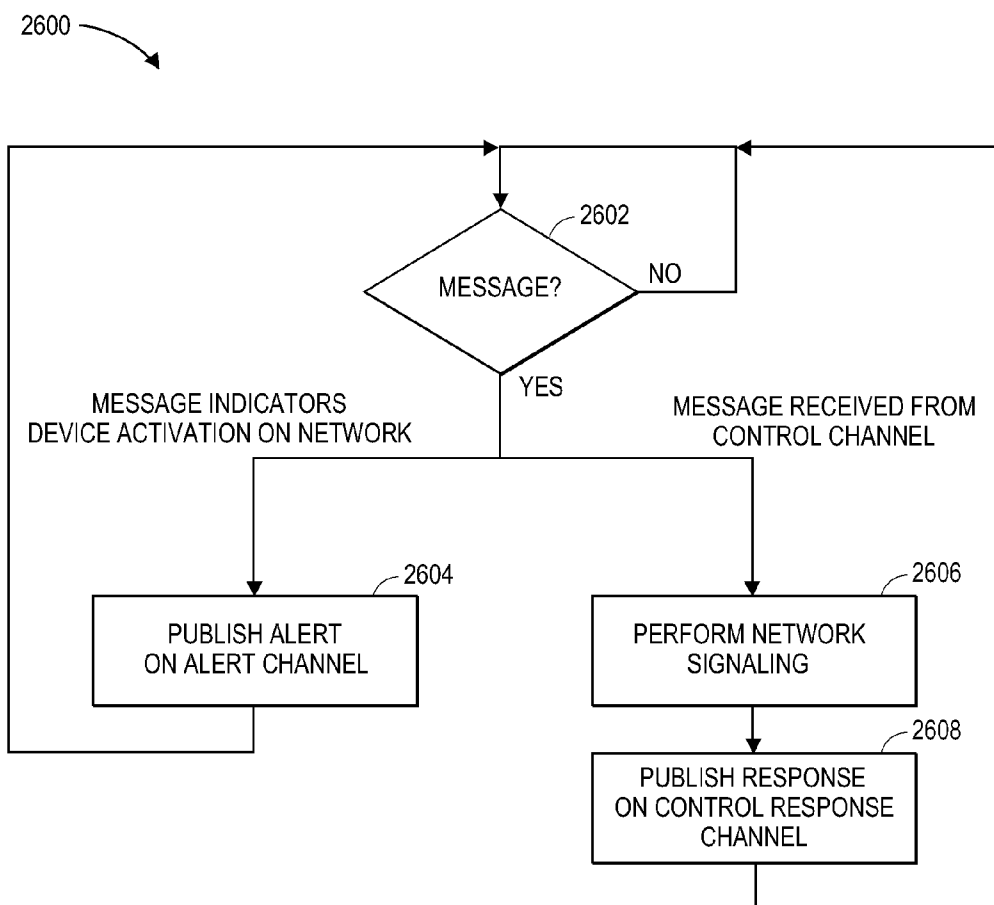 2600
2602
MESSAGE?
NO
YES
MESSAGE INDICATORS
DEVICE ACTIVATION ON NETWORK
MESSAGE RECEIVED FROM
CONTROL CHANNEL
2604
PUBLISH ALERT
ON ALERT CHANNEL
2606
PERFORM NETWORK
SIGNALING
2608
PUBLISH RESPONSE
ON CONTROL RESPONSE
CHANNEL